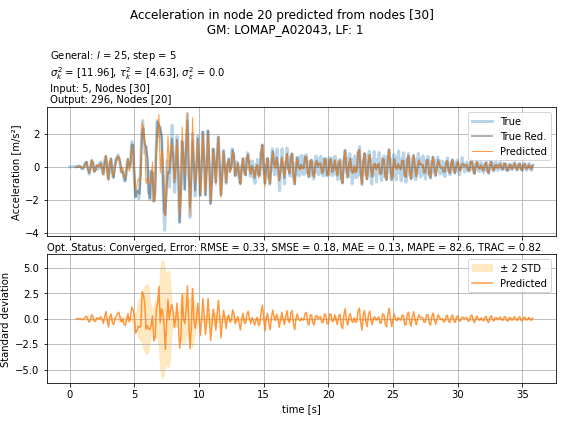 Acceleration in node 20 predicted from nodes [30]
GM: LOMAP_A02043, LF: 1
General: l = 25, step = 5
σ²ₖ = [11.96], τ²ₖ = [4.63], σ²ₑ = 0.0
Input: 5, Nodes [30]
Output: 296, Nodes [20]
Acceleration [m/s²]
2
0
−2
−4
True
True Red.
Predicted
Opt. Status: Converged, Error: RMSE = 0.33, SMSE = 0.18, MAE = 0.13, MAPE = 82.6, TRAC = 0.82
Standard deviation
5.0
2.5
0.0
−2.5
−5.0
± 2 STD
Predicted
0 5 10 15 20 25 30 35
time [s]